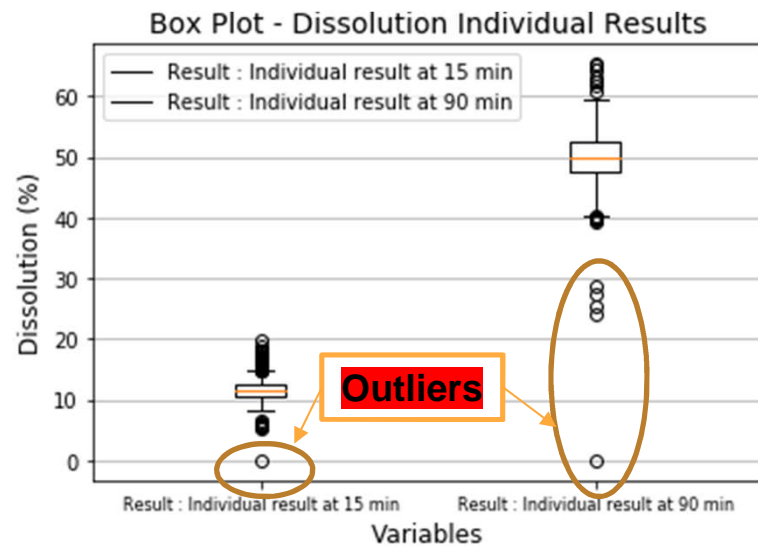 Box Plot - Dissolution Individual Results
Result : Individual result at 15 min
Result : Individual result at 90 min
60
50
40
30
20
10
0
Dissolution (%)
Outliers
Result : Individual result at 15 min
Result : Individual result at 90 min
Variables